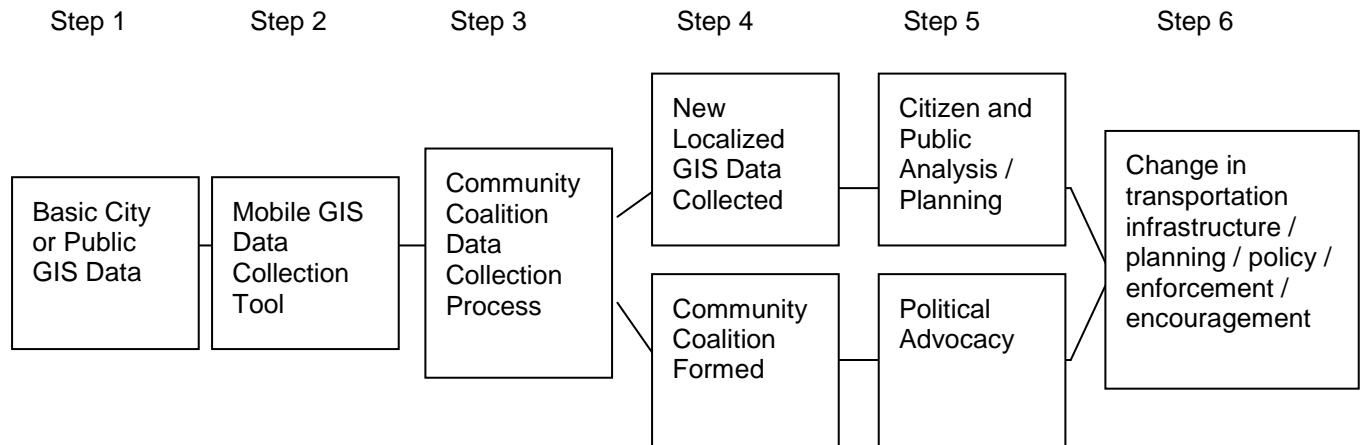 Step 1 Step 2 Step 3 Step 4 Step 5 Step 6
Basic City
or Public
GIS Data
Mobile GIS
Data
Collection
Tool
Community
Coalition
Data
Collection
Process
New
Localized
GIS Data
Collected
Community
Coalition
Formed
Citizen and
Public
Analysis /
Planning
Political
Advocacy
Change in
transportation
infrastructure /
planning / policy /
enforcement /
encouragement